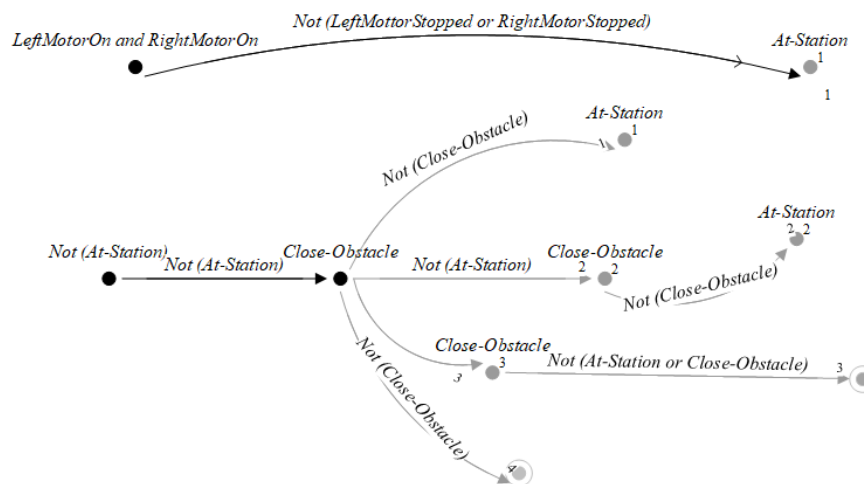 Not (LeftMottorStopped or RightMotorStopped)
LeftMotorOn and RightMotorOn
At-Station
1
1
At-Station
1
1
Not (Close-Obstacle)
At-Station
2 2
Not (At-Station)
Not (At-Station)
Close-Obstacle
Not (At-Station)
Close-Obstacle
2
2
Not (Close-Obstacle)
Close-Obstacle
3
3
Not (At-Station or Close-Obstacle)
3
Not (Close-Obstacle)
4